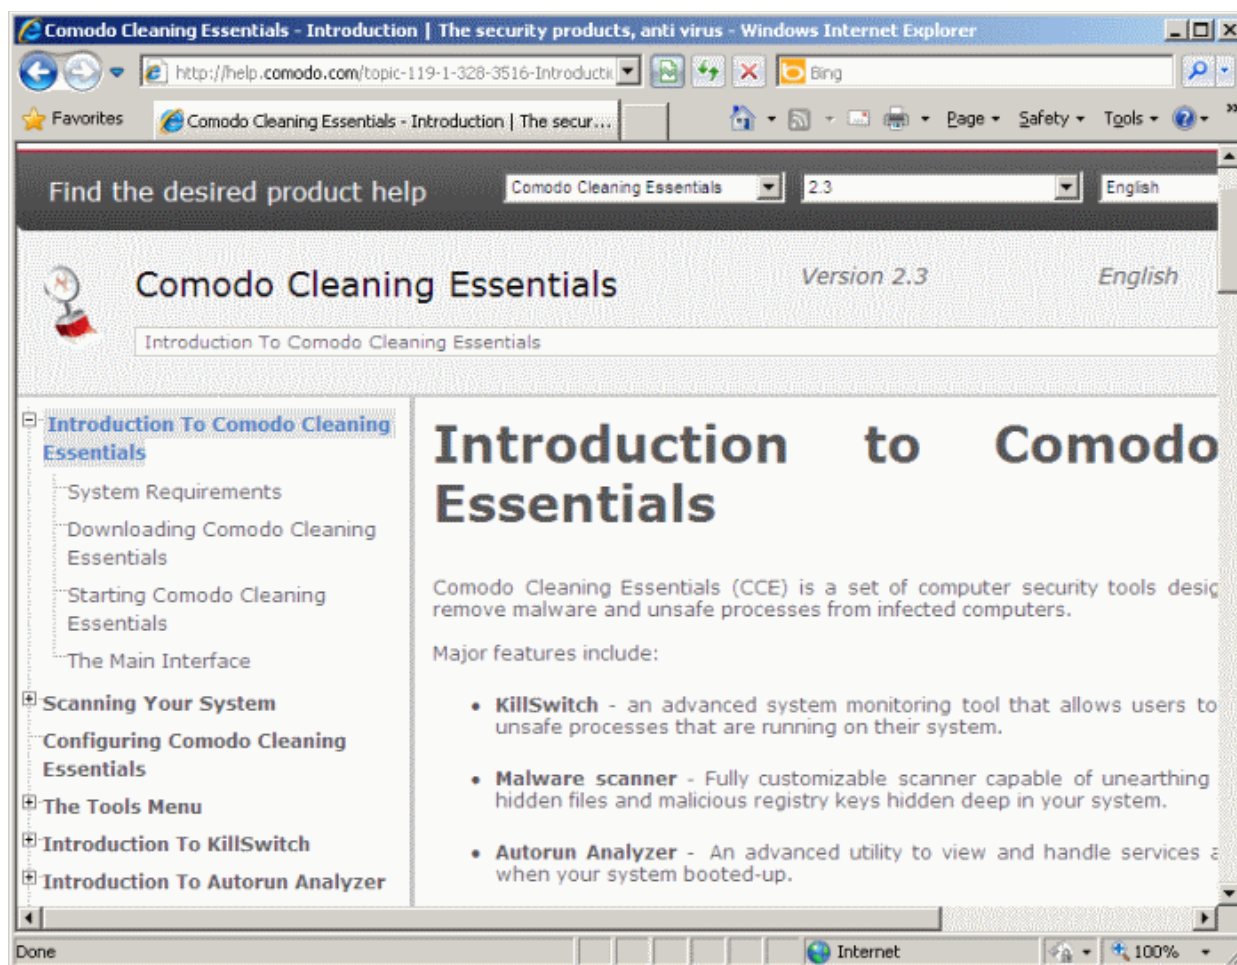 Comodo Cleaning Essentials - Introduction | The security products, anti virus - Windows Internet Explorer
http://help.comodo.com/topic-119-1-328-3516-Introducti
Bing
Favorites
Comodo Cleaning Essentials - Introduction | The secur...
Page
Safety
Tools
Find the desired product help
Comodo Cleaning Essentials
2.3
English
Comodo Cleaning Essentials
Version 2.3
English
Introduction To Comodo Cleaning Essentials
Introduction To Comodo Cleaning
Essentials
System Requirements
Downloading Comodo Cleaning
Essentials
Starting Comodo Cleaning
Essentials
The Main Interface
Scanning Your System
Configuring Comodo Cleaning
Essentials
The Tools Menu
Introduction To KillSwitch
Introduction To Autorun Analyzer
Introduction to Comodo
Essentials
Comodo Cleaning Essentials (CCE) is a set of computer security tools desig
remove malware and unsafe processes from infected computers.
Major features include:
• KillSwitch - an advanced system monitoring tool that allows users to
unsafe processes that are running on their system.
• Malware scanner - Fully customizable scanner capable of unearthing
hidden files and malicious registry keys hidden deep in your system.
• Autorun Analyzer - An advanced utility to view and handle services a
when your system booted-up.
Done
Internet
100%